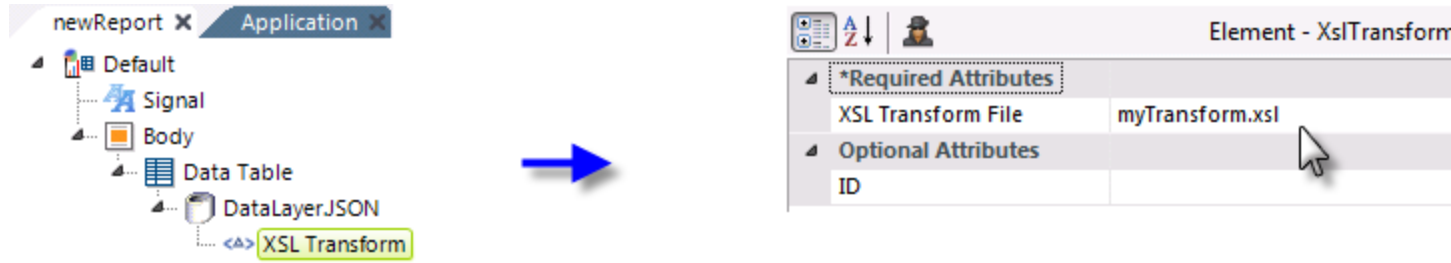 newReport
Application
Default
Signal
Body
Data Table
DataLayer.JSON
XSL Transform
Element - XslTransform
*Required Attributes
XSL Transform File myTransform.xsl
Optional Attributes
ID